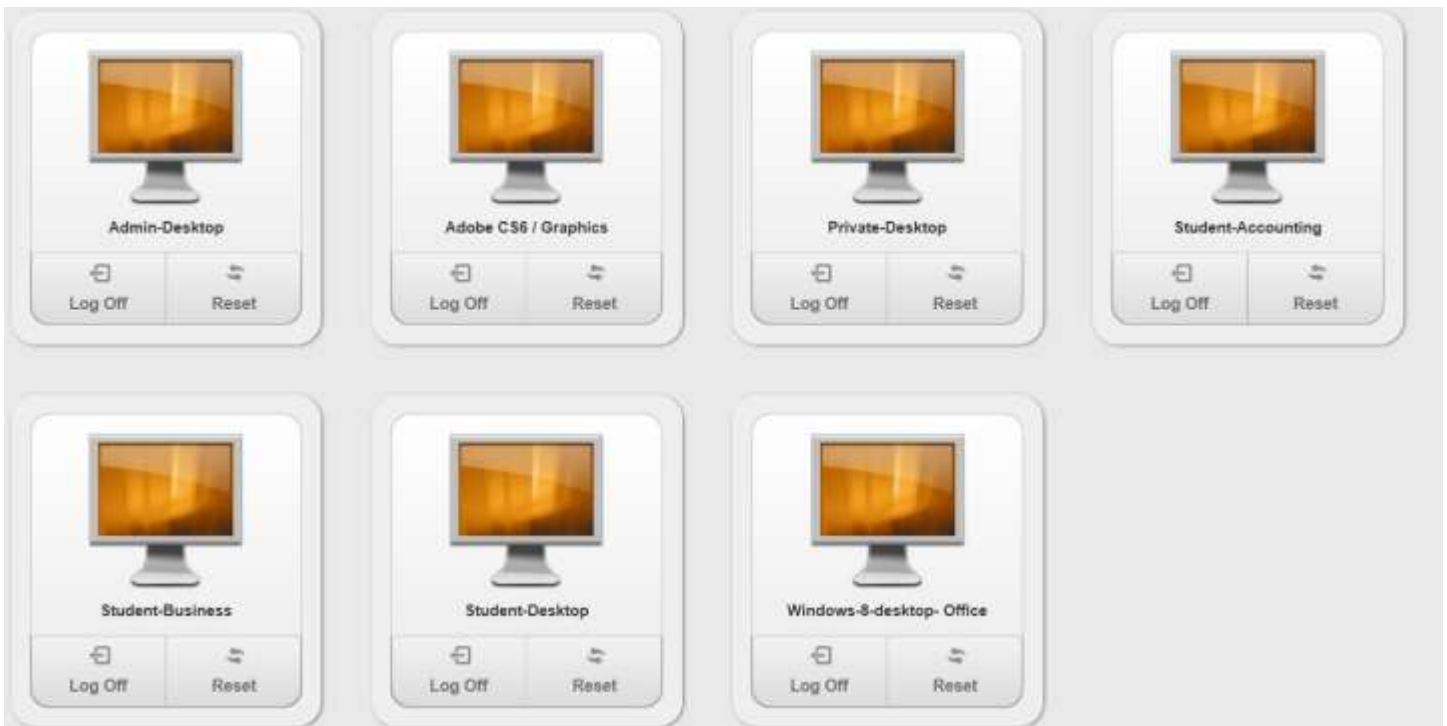 Admin-Desktop
Log Off Reset
Adobe CS6 / Graphics
Log Off Reset
Private-Desktop
Log Off Reset
Student-Accounting
Log Off Reset
Student-Business
Log Off Reset
Student-Desktop
Log Off Reset
Windows-8-desktop- Office
Log Off Reset